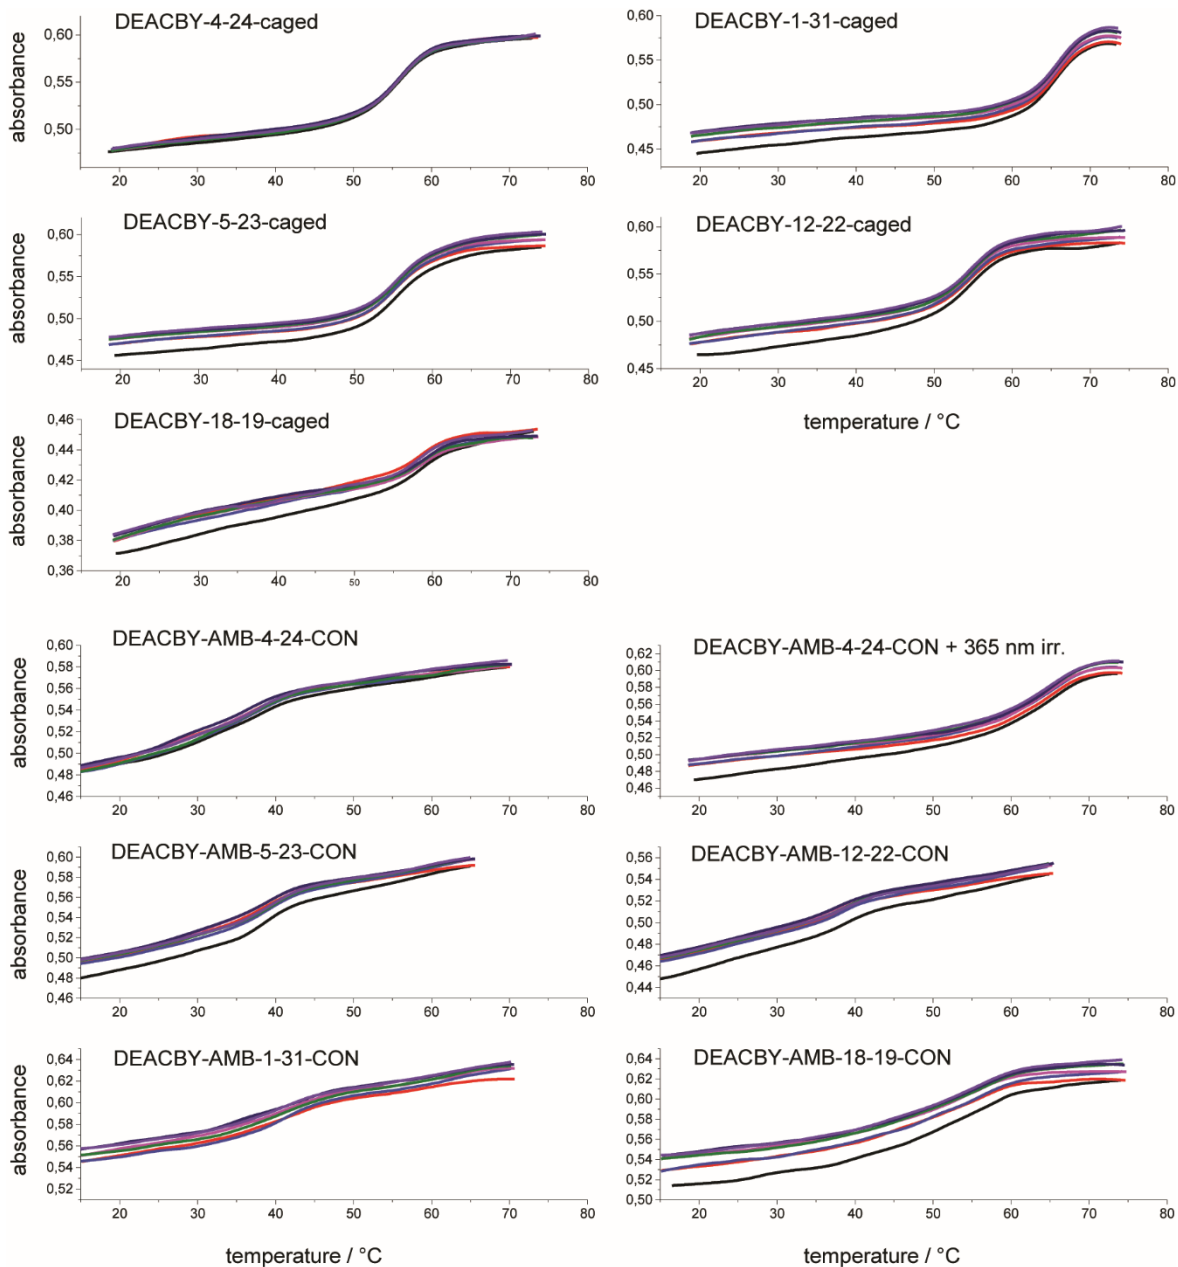 DEACBY-4-24-caged
absorbance
0,60
0,55
0,50
20 30 40 50 60 70 80
DEACBY-1-31-caged
0,60
0,55
0,50
0,45
20 30 40 50 60 70 80
DEACBY-5-23-caged
absorbance
0,60
0,55
0,50
0,45
20 30 40 50 60 70 80
DEACBY-12-22-caged
0,60
0,55
0,50
0,45
20 30 40 50 60 70 80
temperature / °C
DEACBY-18-19-caged
absorbance
0,46
0,44
0,42
0,40
0,38
0,36
20 30 40 50 60 70 80
DEACBY-AMB-4-24-CON
absorbance
0,60
0,58
0,56
0,54
0,52
0,50
0,48
0,46
20 30 40 50 60 70 80
DEACBY-AMB-4-24-CON + 365 nm irr.
0,62
0,60
0,58
0,56
0,54
0,52
0,50
0,48
0,46
20 30 40 50 60 70 80
DEACBY-AMB-5-23-CON
absorbance
0,60
0,58
0,56
0,54
0,52
0,50
0,48
0,46
20 30 40 50 60 70 80
DEACBY-AMB-12-22-CON
0,56
0,54
0,52
0,50
0,48
0,46
0,44
20 30 40 50 60 70 80
DEACBY-AMB-1-31-CON
absorbance
0,64
0,62
0,60
0,58
0,56
0,54
0,52
20 30 40 50 60 70 80
temperature / °C
DEACBY-AMB-18-19-CON
0,64
0,62
0,60
0,58
0,56
0,54
0,52
0,50
20 30 40 50 60 70 80
temperature / °C